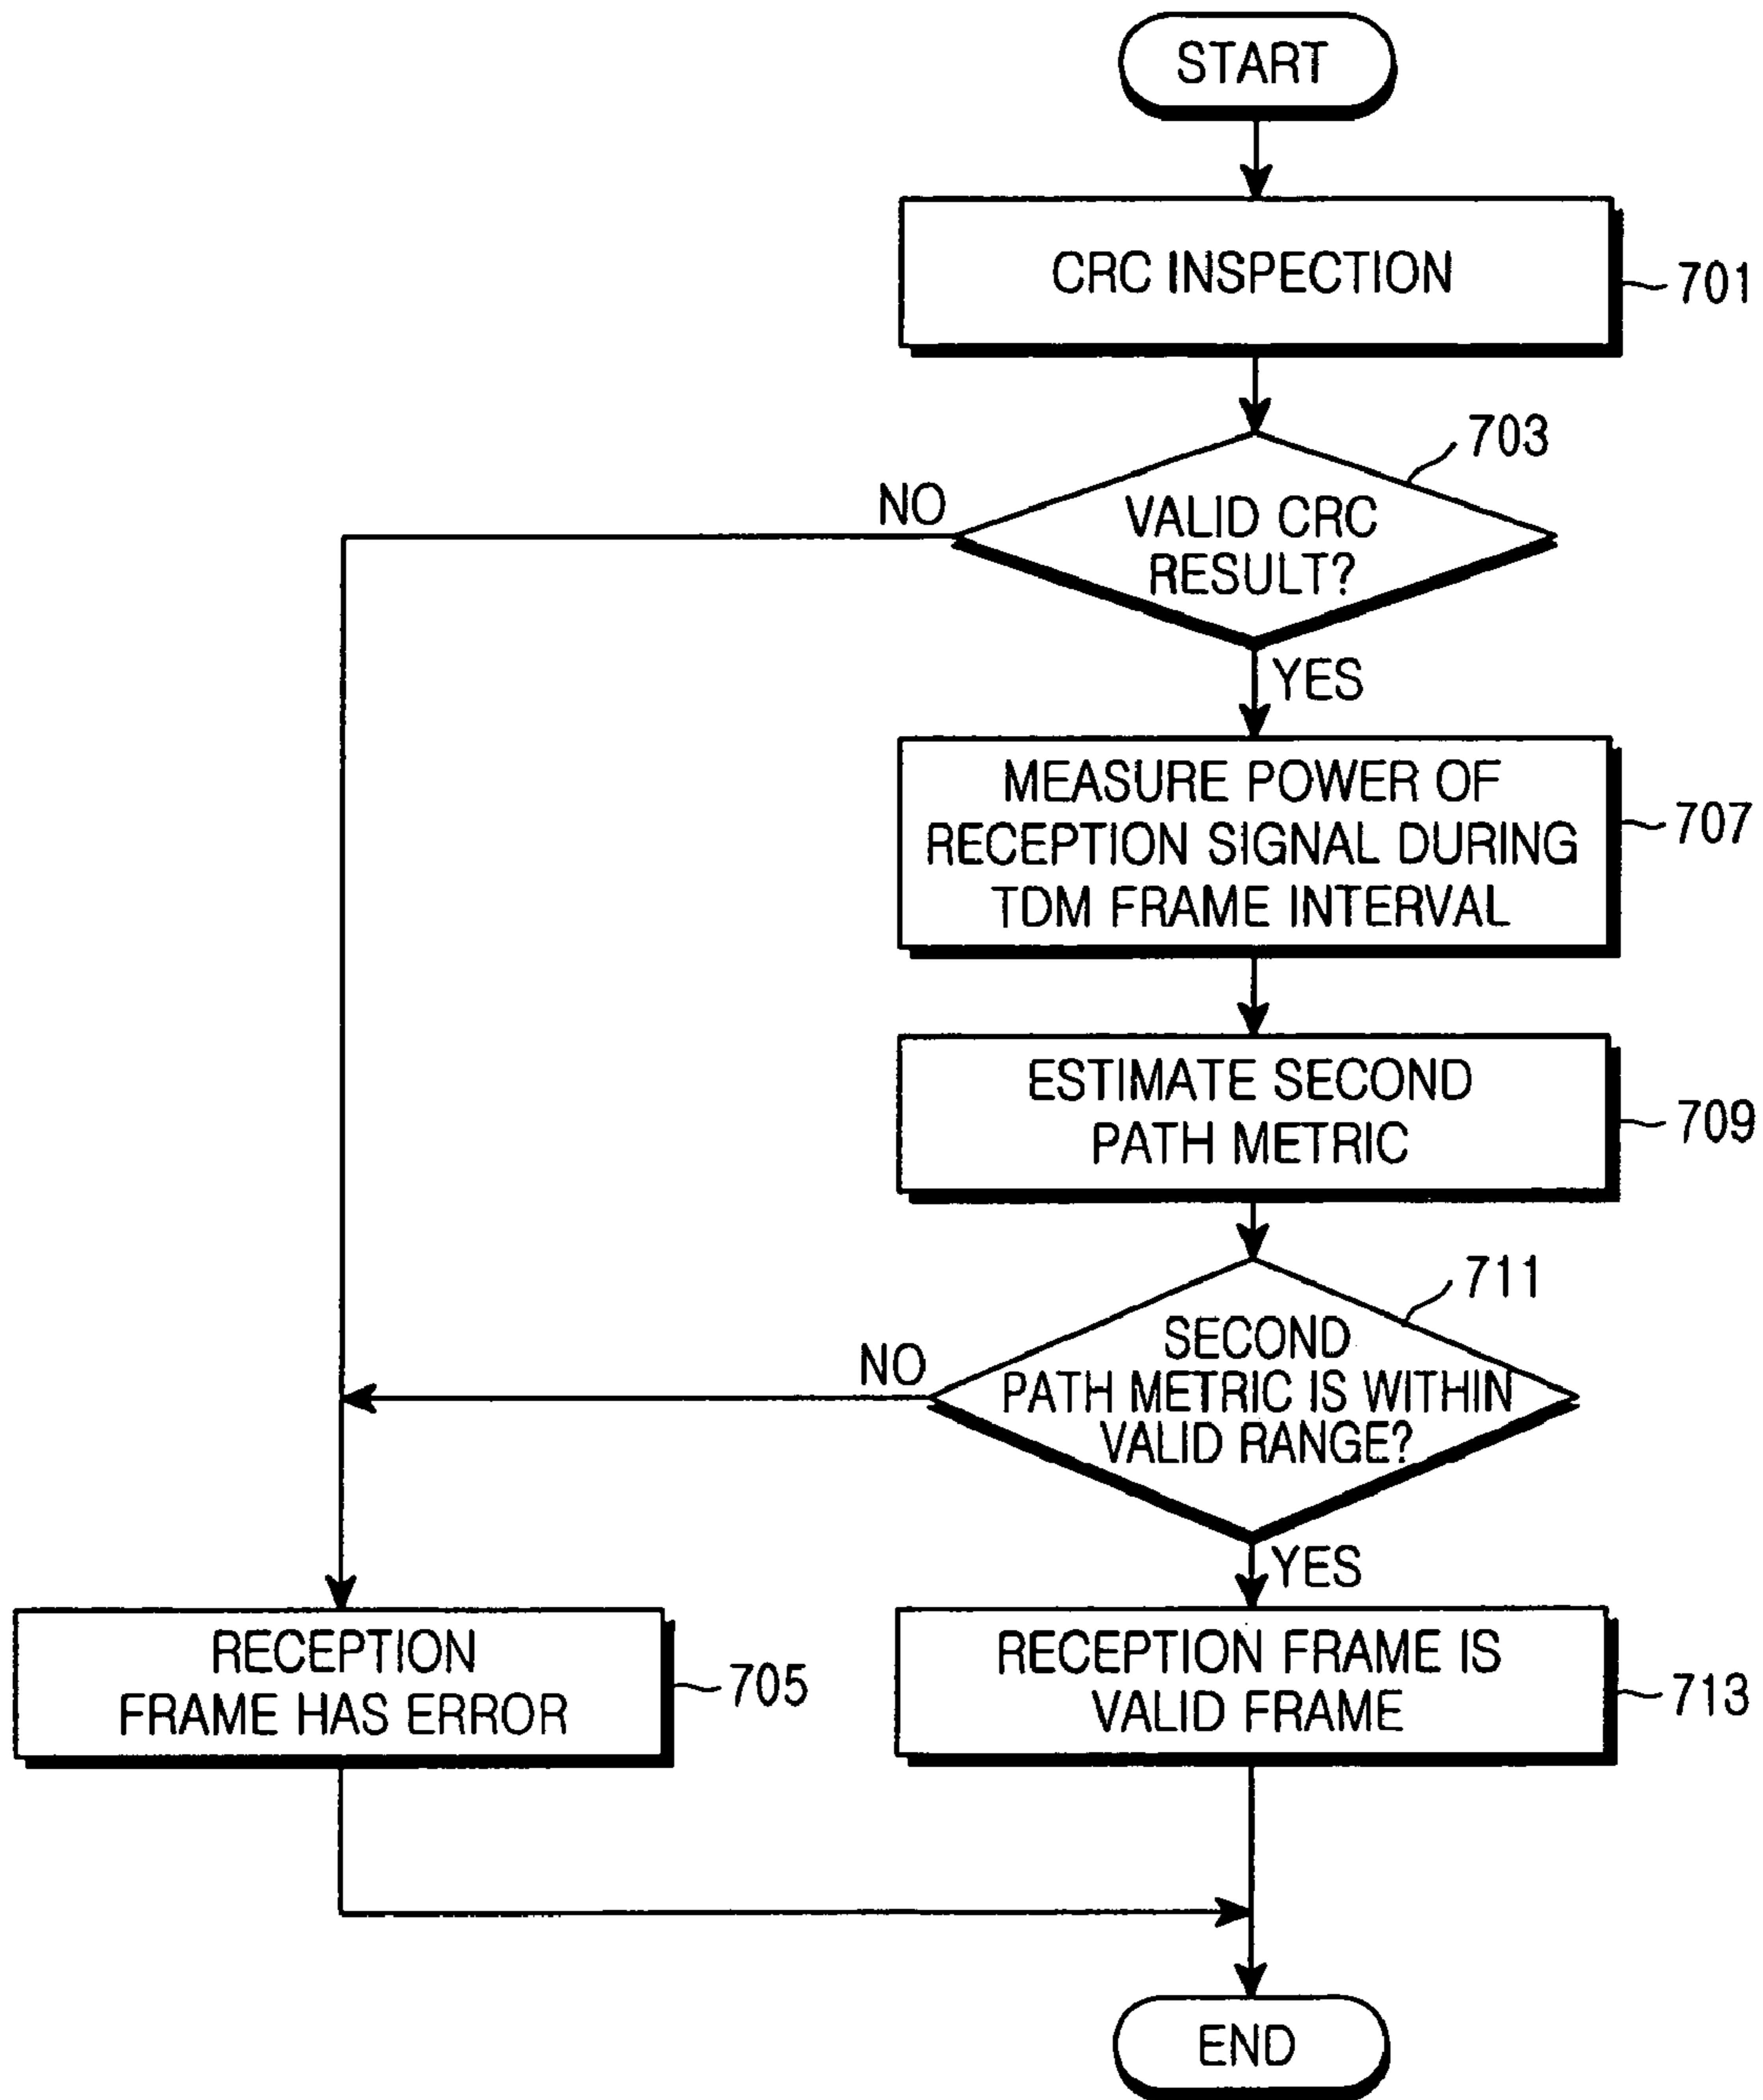 START
CRC INSPECTION
701
703
NO
VALID CRC
RESULT?
YES
MEASURE POWER OF
RECEPTION SIGNAL DURING
TDM FRAME INTERVAL
707
ESTIMATE SECOND
PATH METRIC
709
711
NO
SECOND
PATH METRIC IS WITHIN
VALID RANGE?
YES
RECEPTION
FRAME HAS ERROR
705
RECEPTION FRAME IS
VALID FRAME
713
END